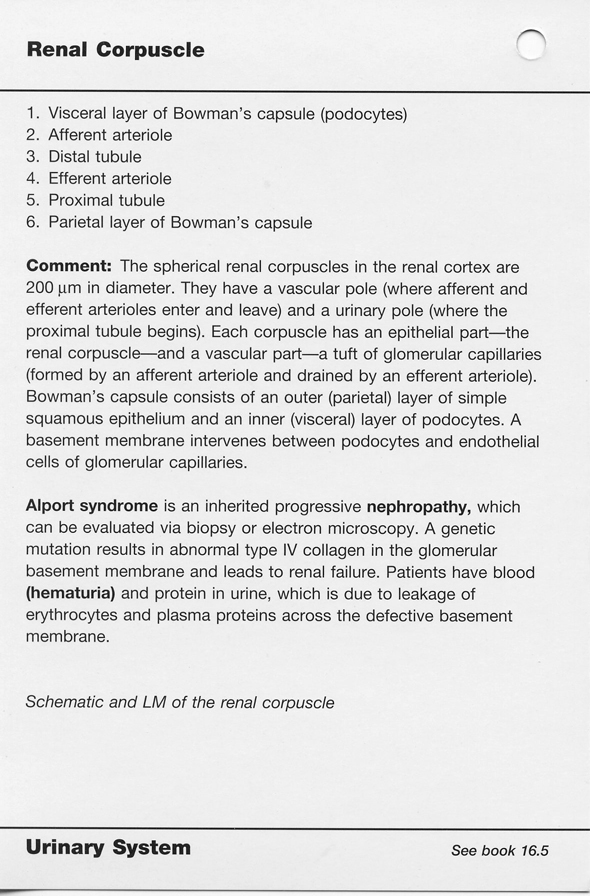 Renal Corpuscle
1. Visceral layer of Bowman's capsule (podocytes)
2. Afferent arteriole
3. Distal tubule
4. Efferent arteriole
5. Proximal tubule
6. Parietal layer of Bowman's capsule
Comment: The spherical renal corpuscles in the renal cortex are
200 μm in diameter. They have a vascular pole (where afferent and
efferent arterioles enter and leave) and a urinary pole (where the
proximal tubule begins). Each corpuscle has an epithelial part—the
renal corpuscle—and a vascular part—a tuft of glomerular capillaries
(formed by an afferent arteriole and drained by an efferent arteriole).
Bowman's capsule consists of an outer (parietal) layer of simple
squamous epithelium and an inner (visceral) layer of podocytes. A
basement membrane intervenes between podocytes and endothelial
cells of glomerular capillaries.
Alport syndrome is an inherited progressive nephropathy, which
can be evaluated via biopsy or electron microscopy. A genetic
mutation results in abnormal type IV collagen in the glomerular
basement membrane and leads to renal failure. Patients have blood
(hematuria) and protein in urine, which is due to leakage of
erythrocytes and plasma proteins across the defective basement
membrane.
Schematic and LM of the renal corpuscle
Urinary System
See book 16.5